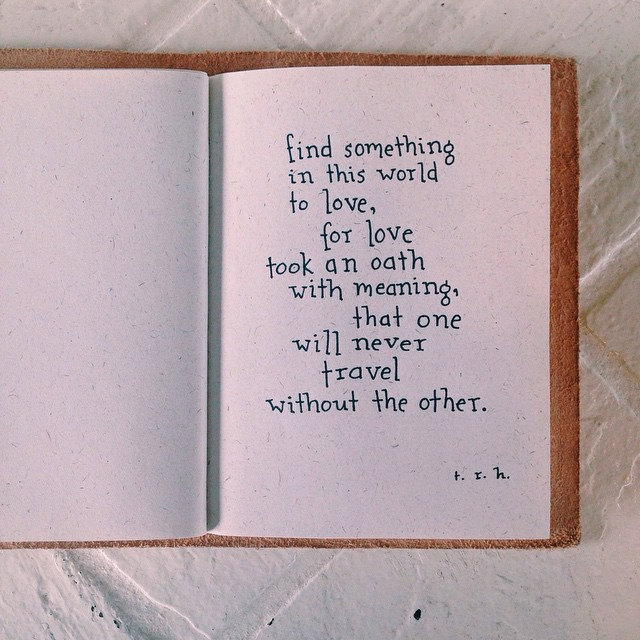 find something
in this world
to love,
for love
took an oath
with meaning,
that one
will never
travel
without the other.
t. r. h.